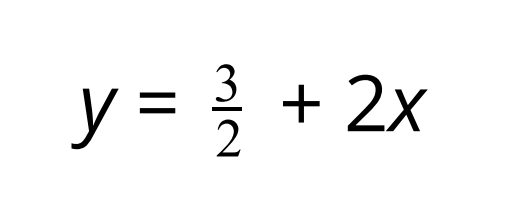 y = 3/2 + 2x